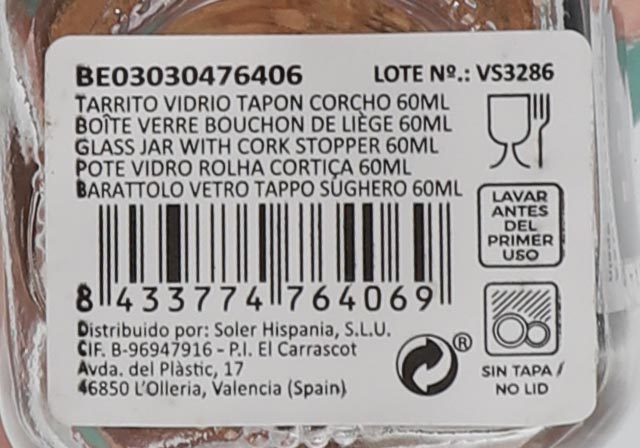 BE03030476406 LOTE Nº.: VS3286
TARRITO VIDRIO TAPON CORCHO 60ML
BOÎTE VERRE BOUCHON DE LIÈGE 60ML
GLASS JAR WITH CORK STOPPER 60ML
POTE VIDRO ROLHA CORTIÇA 60ML
BARATTOLO VETRO TAPPO SUGHERO 60ML
LAVAR
ANTES
DEL
PRIMER
USO
8 433774 764069
Distribuido por: Soler Hispania, S.L.U.
CIF. B-96947916 - P.I. El Carrascot
Avda. del Plàstic, 17
46850 L'Olleria, Valencia (Spain)
®
SIN TAPA /
NO LID